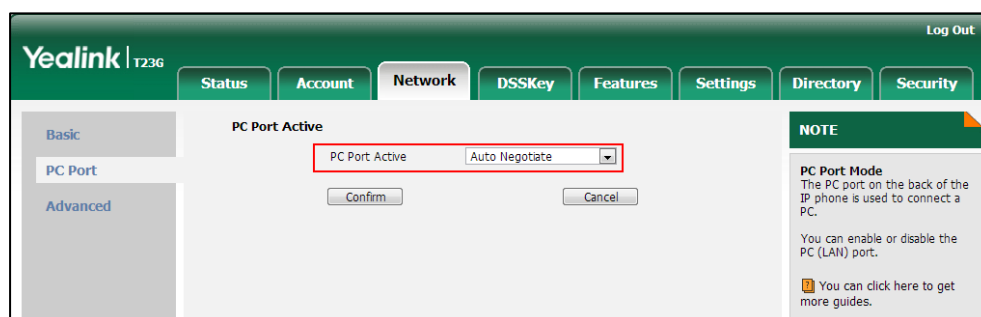 Log Out
Yealink | T23G
Status Account Network DSSKey Features Settings Directory Security
Basic
PC Port
Advanced
PC Port Active
PC Port Active Auto Negotiate
Confirm Cancel
NOTE
PC Port Mode
The PC port on the back of the
IP phone is used to connect a
PC.
You can enable or disable the
PC (LAN) port.
? You can click here to get
more guides.